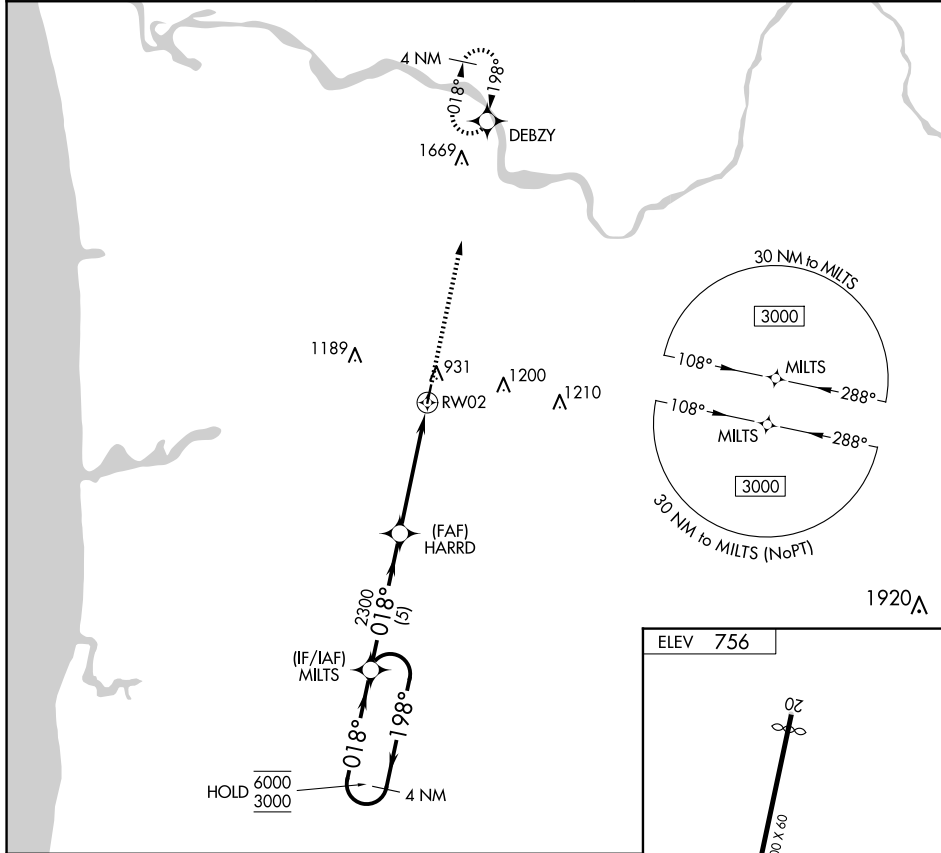 4 NM
018°
198°
DEBZY
1669
30 NM to MILTS
3000
108°
MILTS
288°
1189
931
1200
1210
RW02
108°
MILTS
288°
3000
30 NM to MILTS (NoPT)
(FAF)
HARRD
2300
018°
(5)
1920
(IF/IAF)
MILTS
018°
198°
HOLD 6000
3000
4 NM
ELEV 756
20
X 60